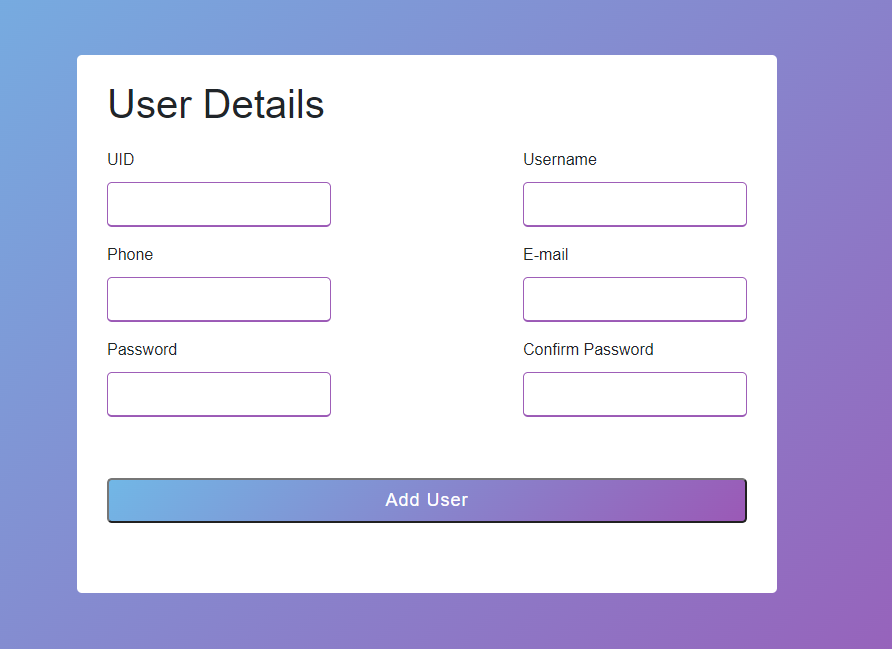 User Details
UID
Username
Phone
E-mail
Password
Confirm Password
Add User